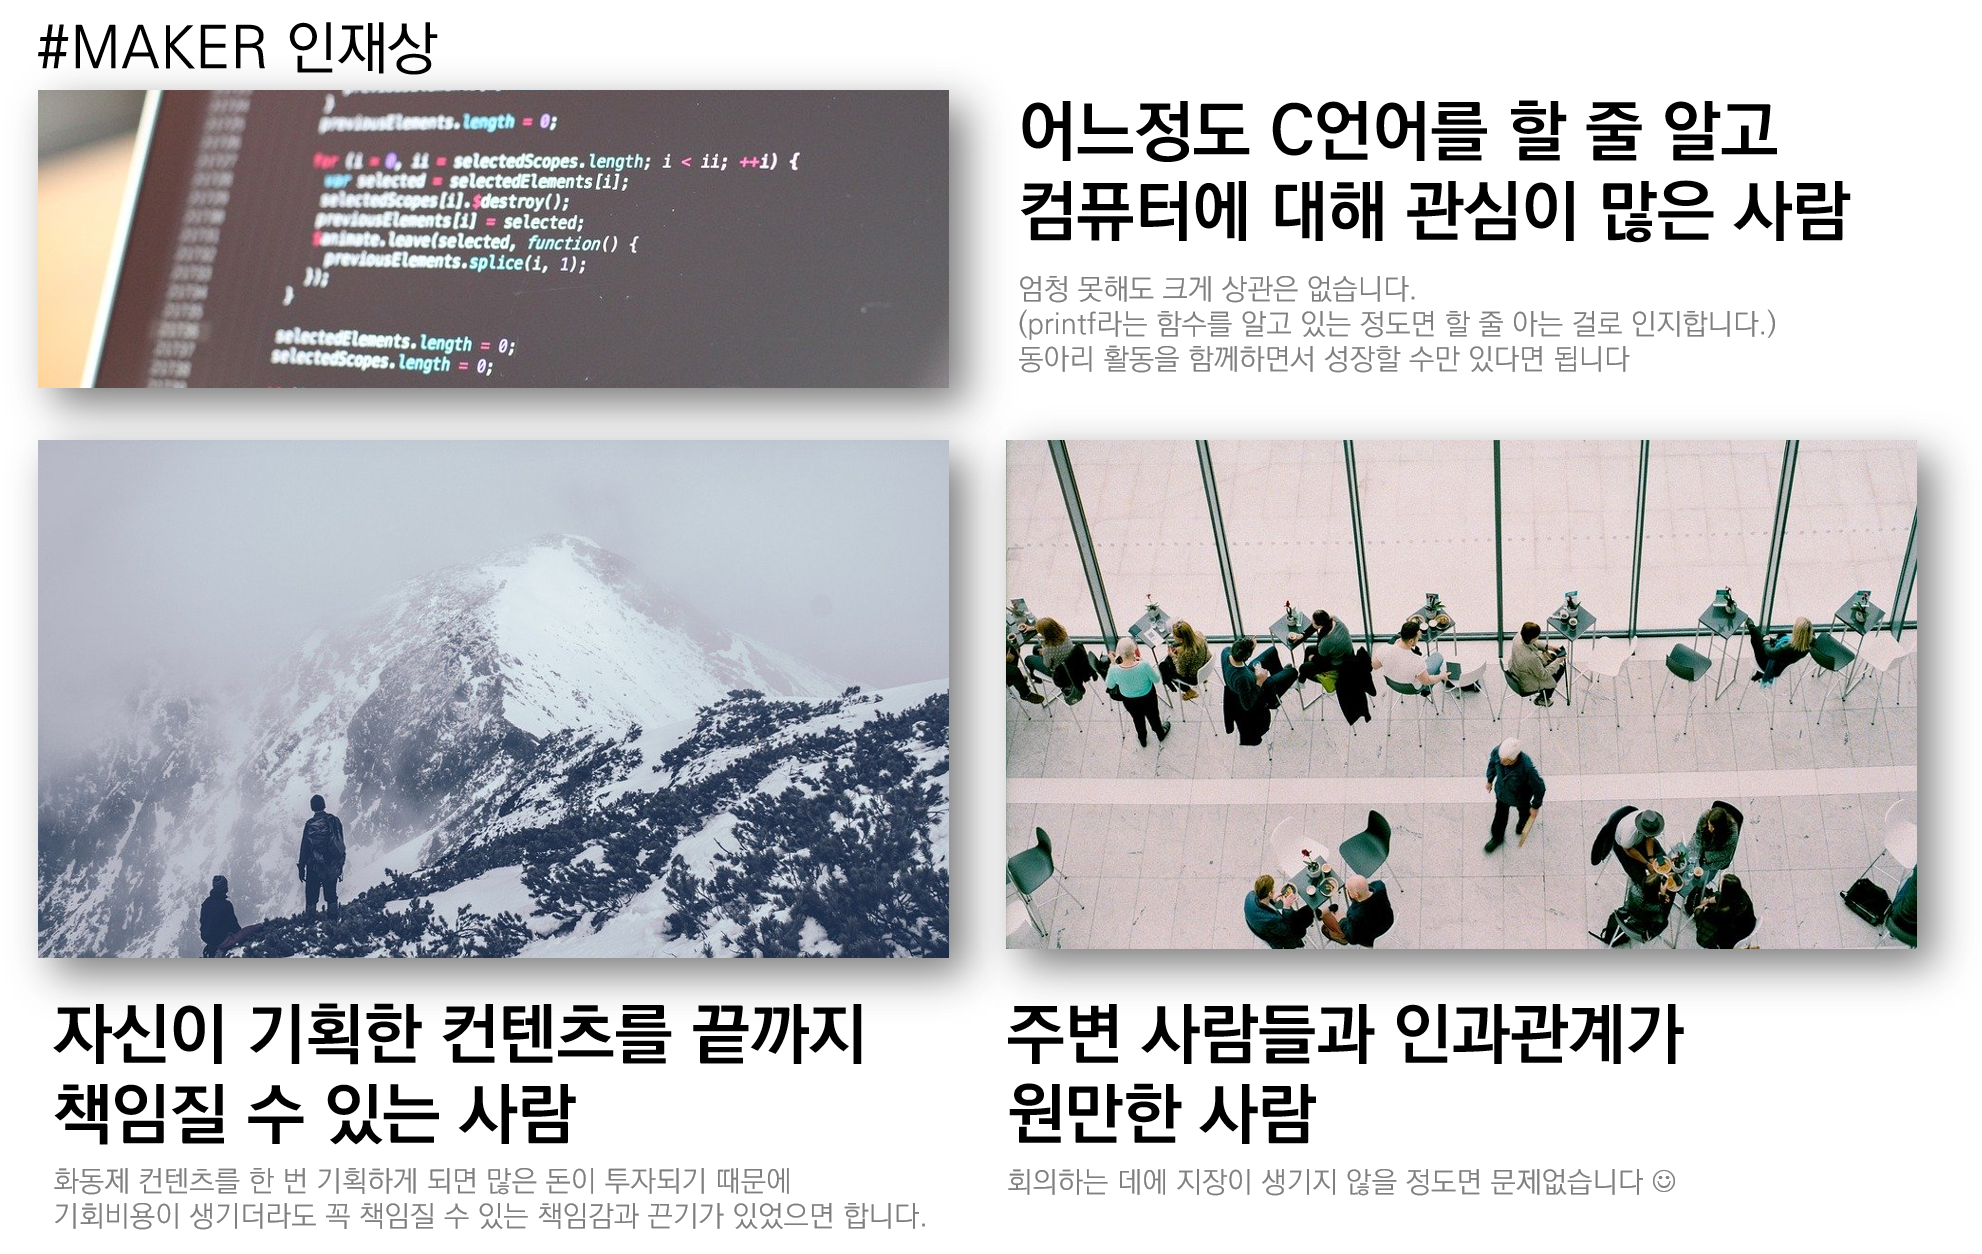 #MAKER 인재상
previousElements.length = 0;
for (i = 0, ii = selectedScopes.length; i < ii; ++i) {
var selected = selectedElements[i];
selectedScopes[i].$destroy();
previousElements[i] = selected;
$animate.leave(selected, function() {
previousElements.splice(i, 1);
});
}
selectedElements.length = 0;
selectedScopes.length = 0;
어느정도 C언어를 할 줄 알고
컴퓨터에 대해 관심이 많은 사람
엄청 못해도 크게 상관은 없습니다.
(printf라는 함수를 알고 있는 정도면 할 줄 아는 걸로 인지합니다.)
동아리 활동을 함께하면서 성장할 수만 있다면 됩니다
자신이 기획한 컨텐츠를 끝까지
책임질 수 있는 사람
화동제 컨텐츠를 한 번 기획하게 되면 많은 돈이 투자되기 때문에
기회비용이 생기더라도 꼭 책임질 수 있는 책임감과 끈기가 있었으면 합니다.
주변 사람들과 인과관계가
원만한 사람
회의하는 데에 지장이 생기지 않을 정도면 문제없습니다 ☺